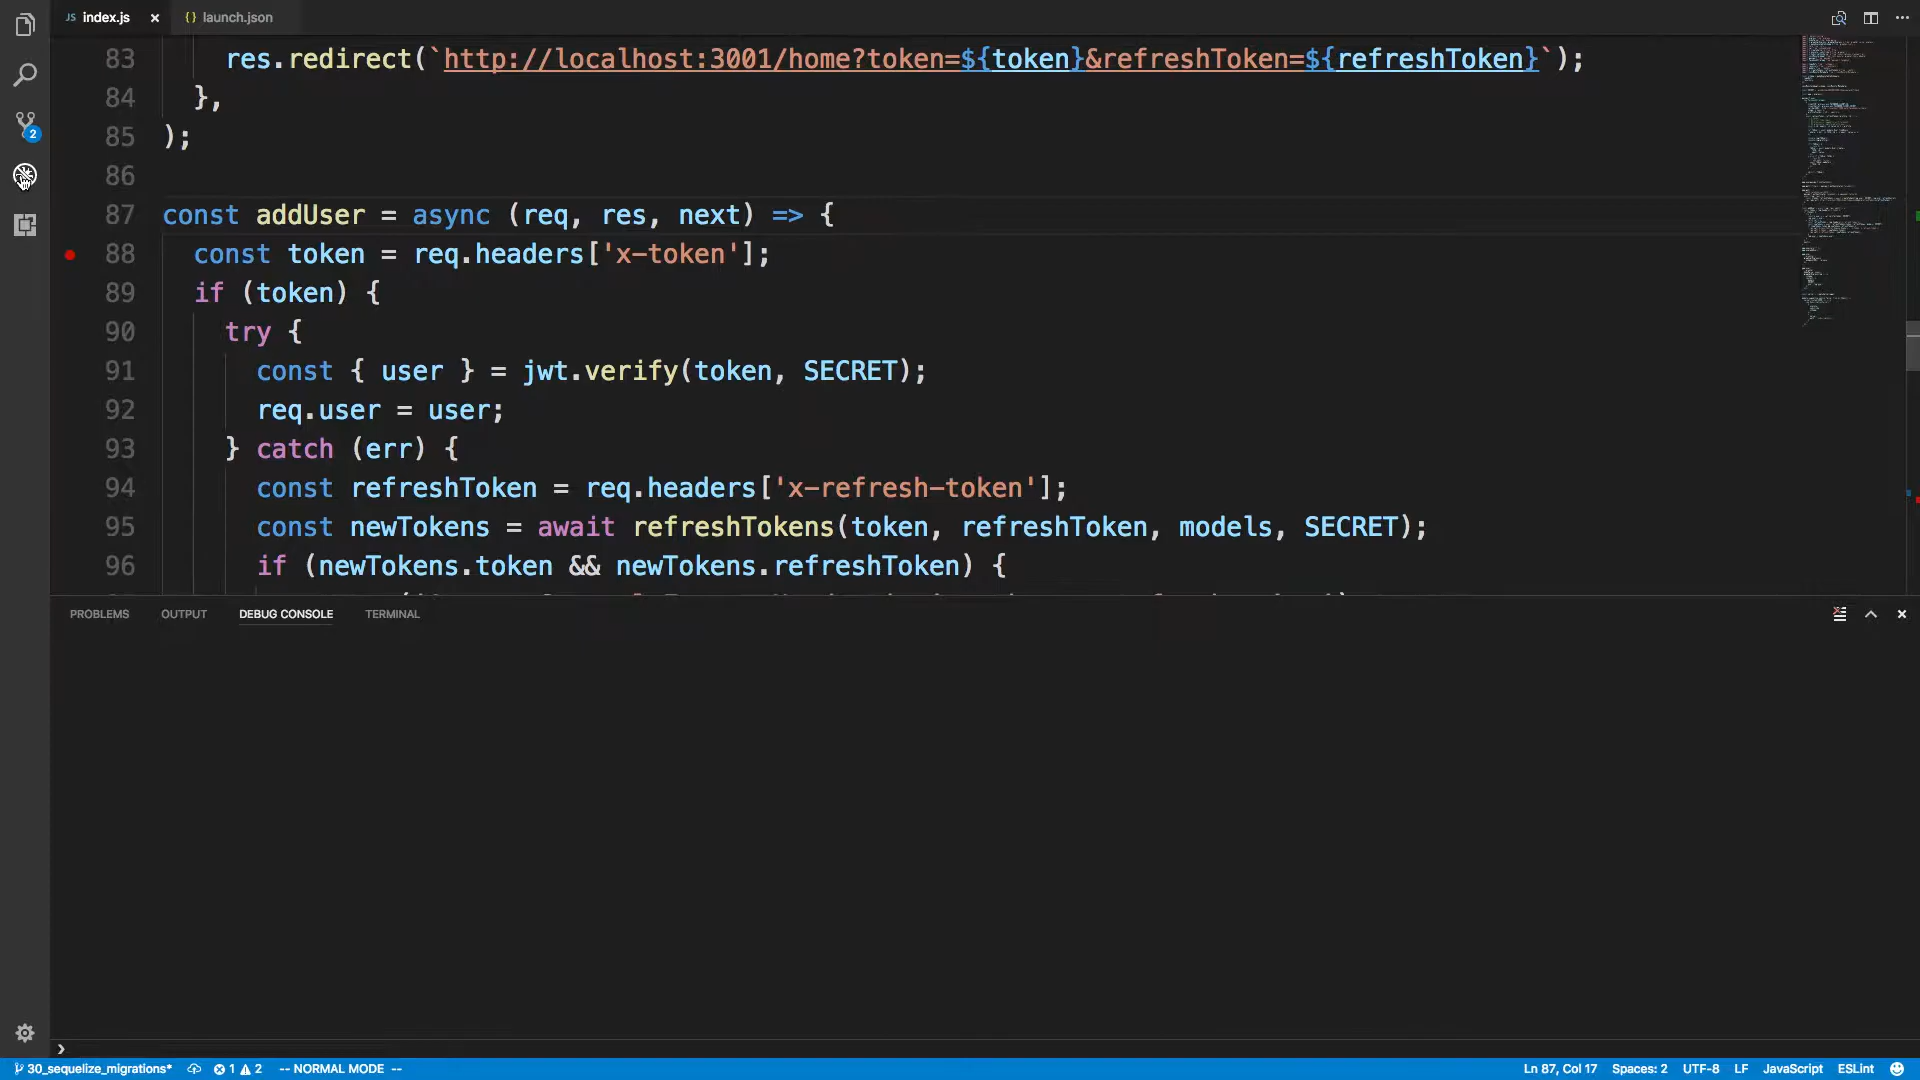 JS index.js × {} launch.json
83 res.redirect(`http://localhost:3001/home?token=${token}&refreshToken=${refreshToken}`);
84 },
85 );
86
87 const addUser = async (req, res, next) => {
88 const token = req.headers['x-token'];
89 if (token) {
90 try {
91 const { user } = jwt.verify(token, SECRET);
92 req.user = user;
93 } catch (err) {
94 const refreshToken = req.headers['x-refresh-token'];
95 const newTokens = await refreshTokens(token, refreshToken, models, SECRET);
96 if (newTokens.token && newTokens.refreshToken) {
2
PROBLEMS OUTPUT DEBUG CONSOLE TERMINAL
30_sequelize_migrations* 1 2 -- NORMAL MODE -- Ln 87, Col 17 Spaces: 2 UTF-8 LF JavaScript ESLint